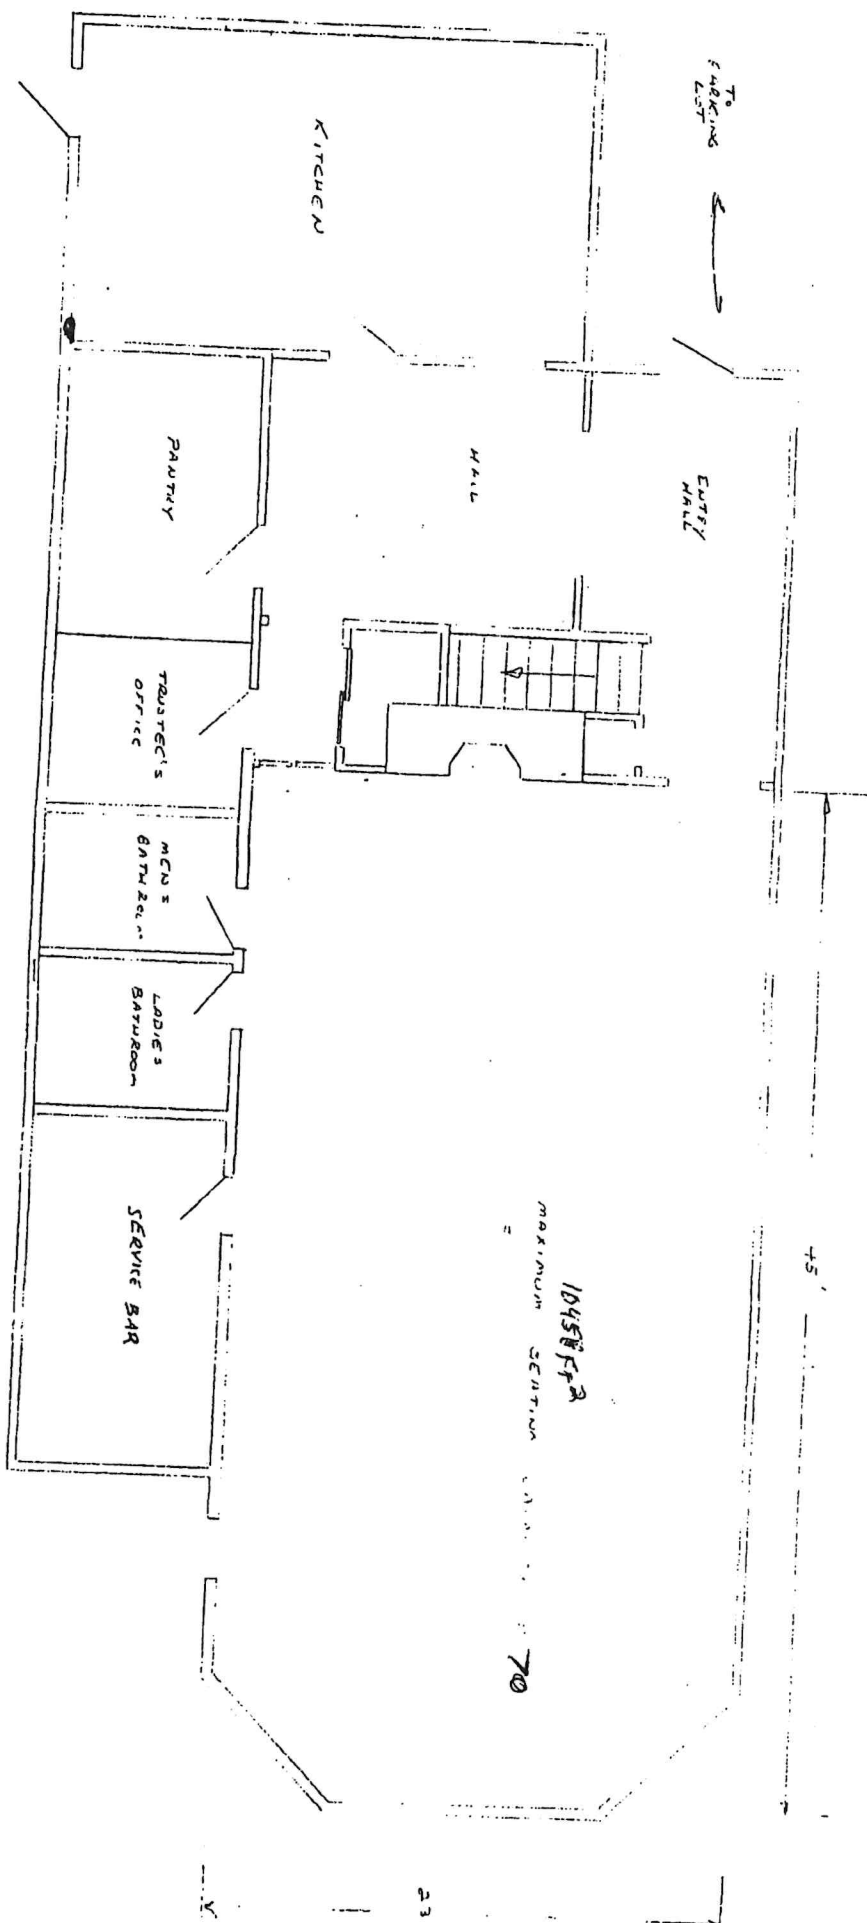 TO
PARKING
LOT
KITCHEN
ENTRY
HALL
HALL
PANTRY
TRUSTEE'S
OFFICE
MENS
BATHROOM
LADIES
BATHROOM
SERVICE BAR
MAXIMUM SEATING
=
70
45'
23